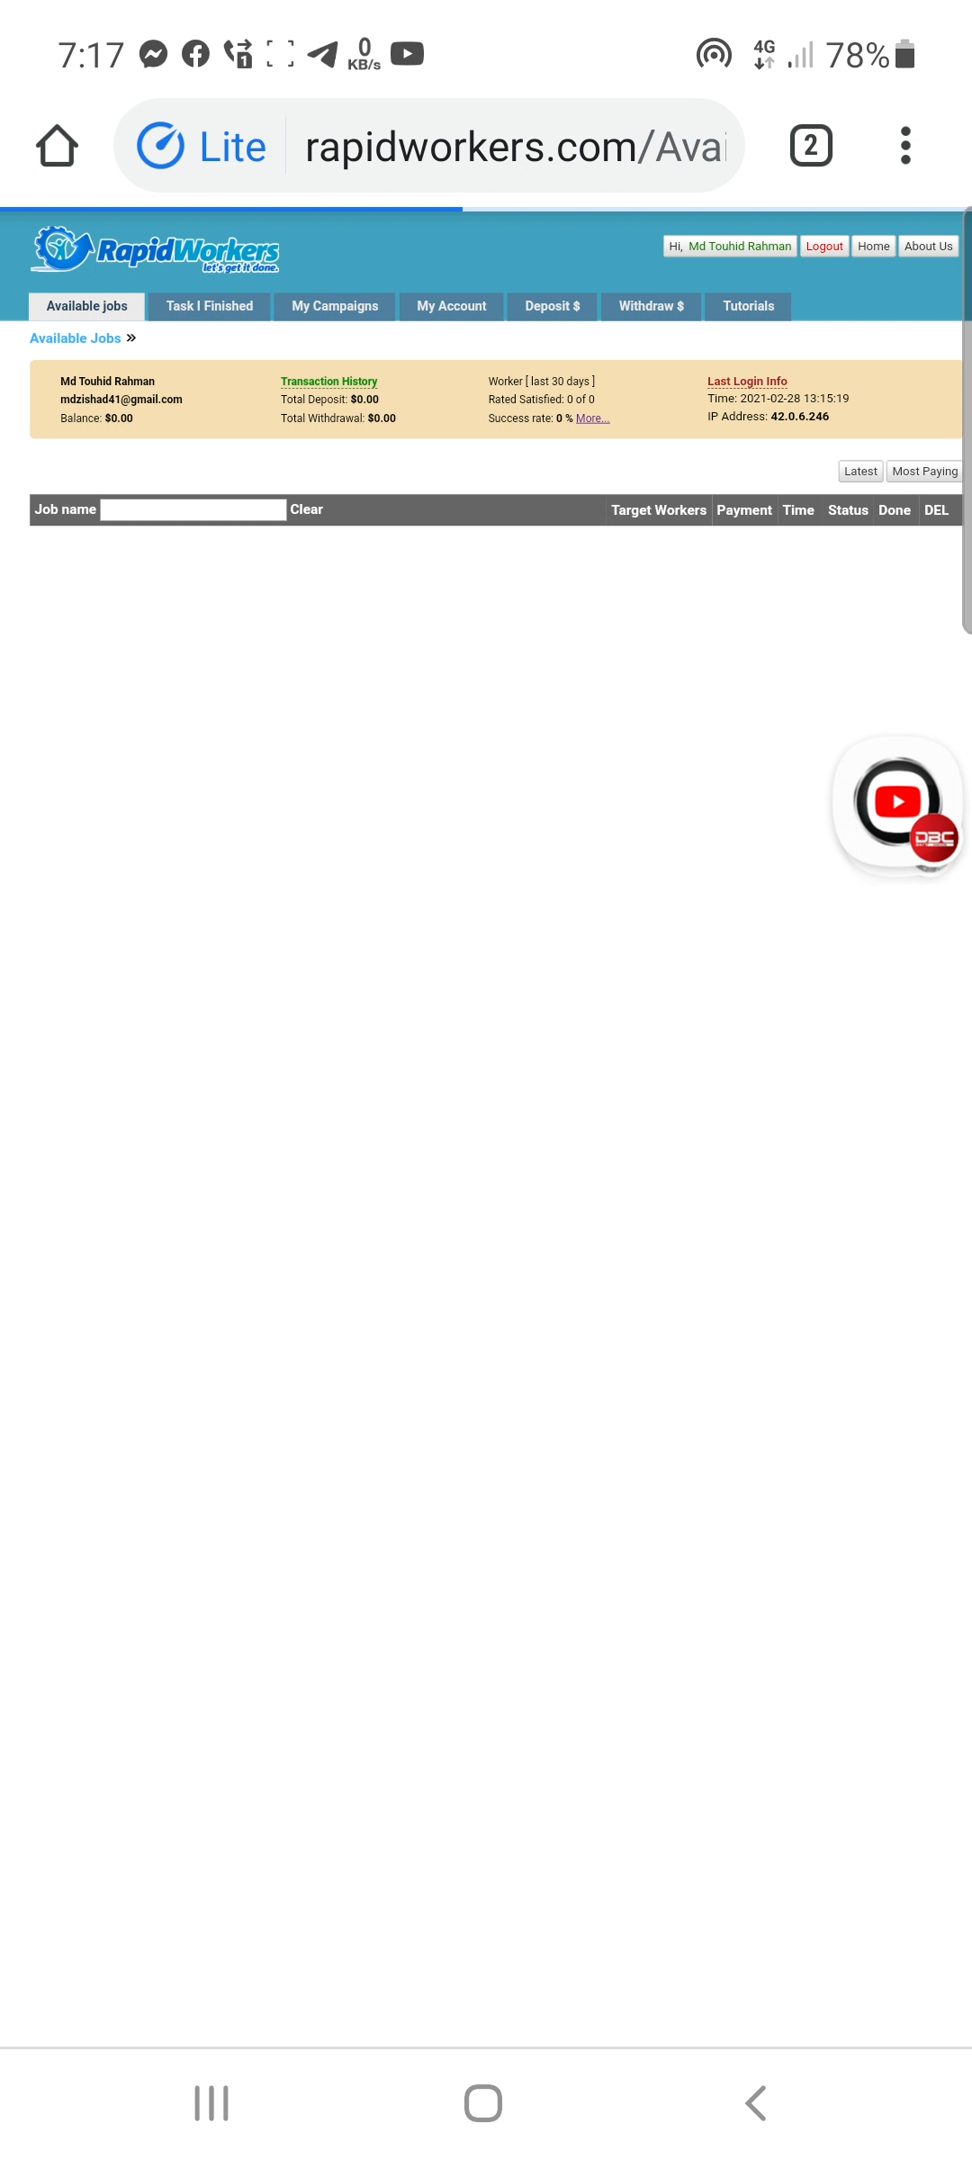 7:17
1
0
KB/s
4G
78%
Lite
rapidworkers.com/Avai
2
RapidWorkers
let's get it done.
Hi, Md Touhid Rahman
Logout
Home
About Us
Available jobs
Task I Finished
My Campaigns
My Account
Deposit $
Withdraw $
Tutorials
Available Jobs »
Md Touhid Rahman
mdzishad41@gmail.com
Balance: $0.00
Transaction History
Total Deposit: $0.00
Total Withdrawal: $0.00
Worker [ last 30 days ]
Rated Satisfied: 0 of 0
Success rate: 0 % More...
Last Login Info
Time: 2021-02-28 13:15:19
IP Address: 42.0.6.246
Latest
Most Paying
Job name
Clear
Target Workers
Payment
Time
Status
Done
DEL
DBC